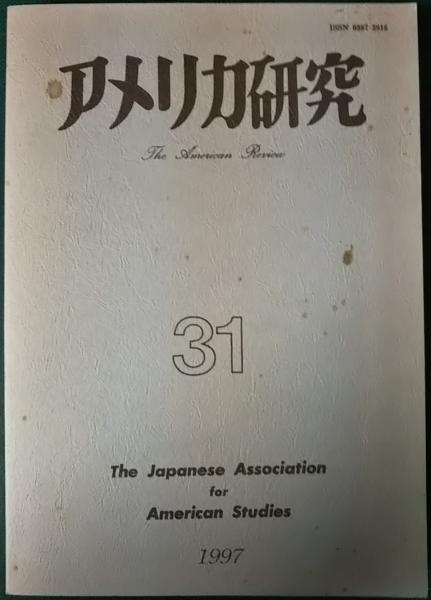 ISSN 0387-2815
アメリカ研究
The American Review
31
The Japanese Association
for
American Studies
1997